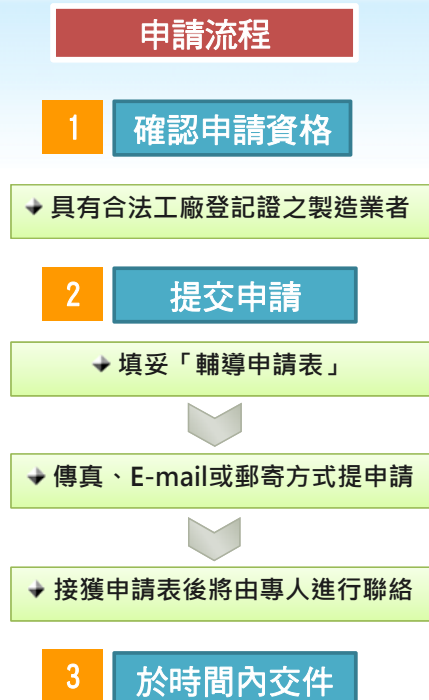 申請流程
1 確認申請資格
具有合法工廠登記證之製造業者
2 提交申請
填妥「輔導申請表」
傳真、E-mail或郵寄方式提申請
接獲申請表後將由專人進行聯絡
3 於時間內交件